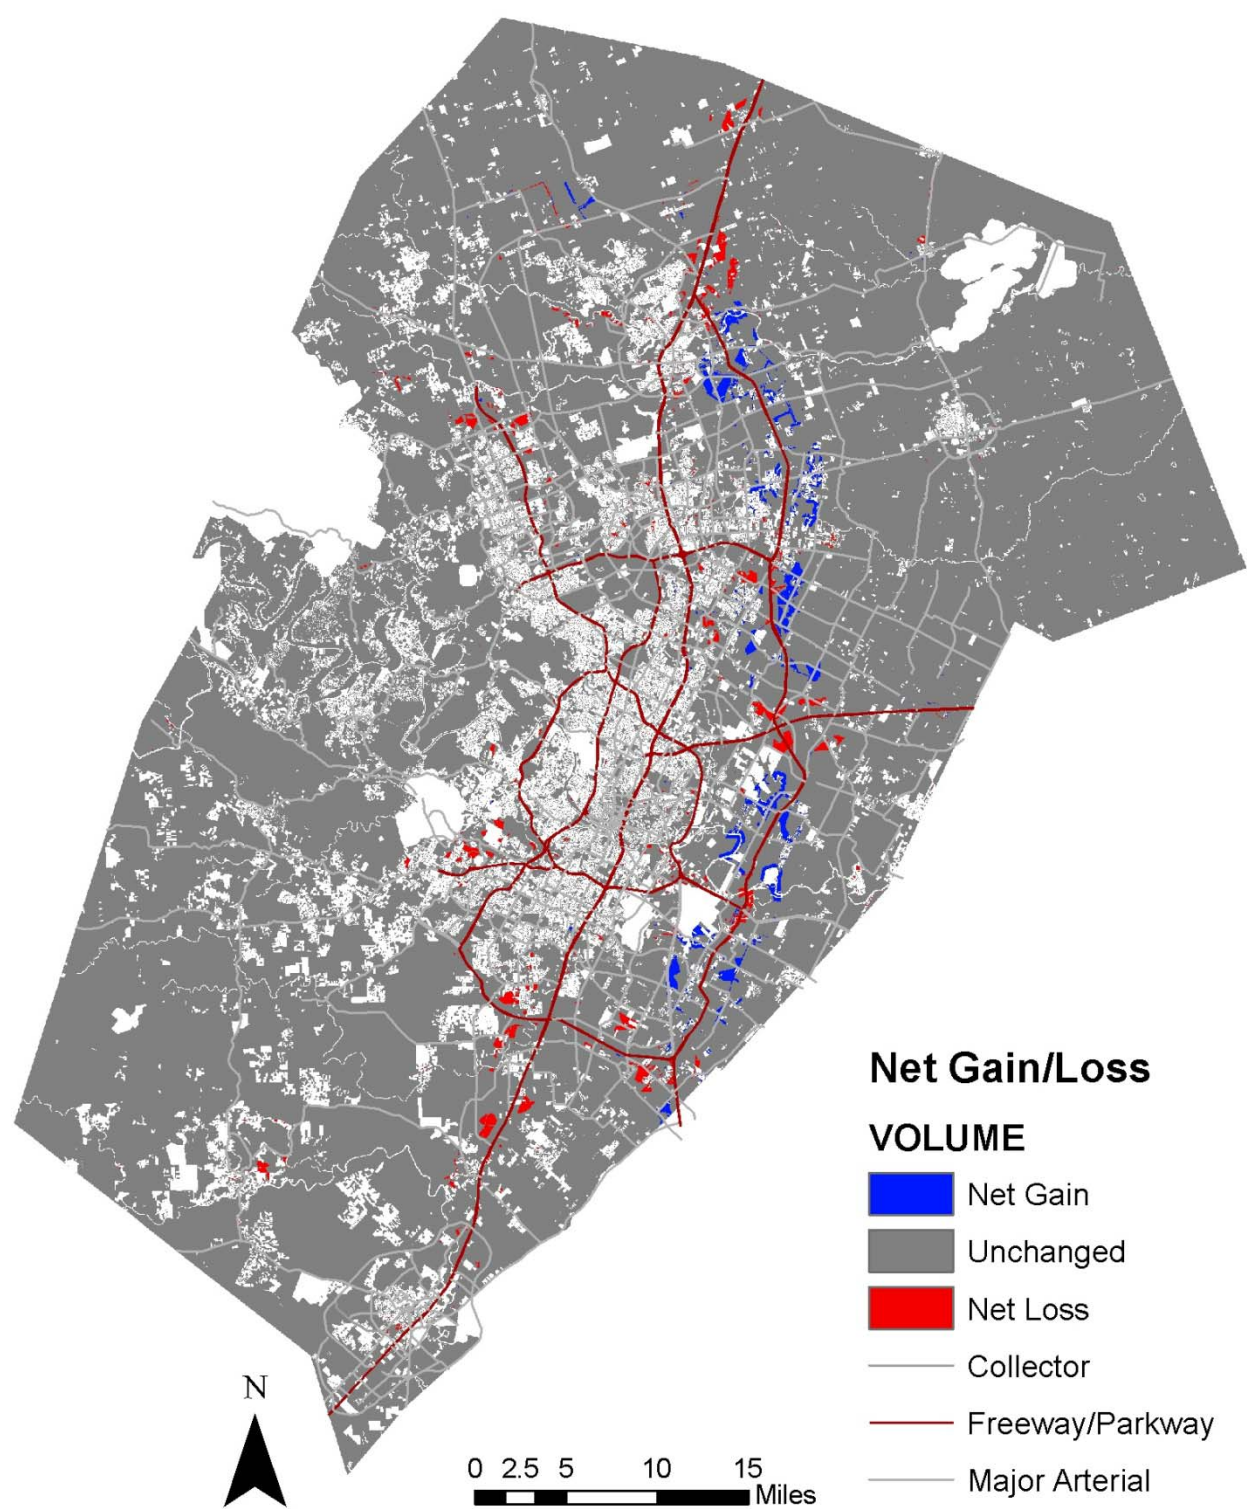 Net Gain/Loss
VOLUME
Net Gain
Unchanged
Net Loss
Collector
Freeway/Parkway
Major Arterial
N
0 2.5 5 10 15
Miles